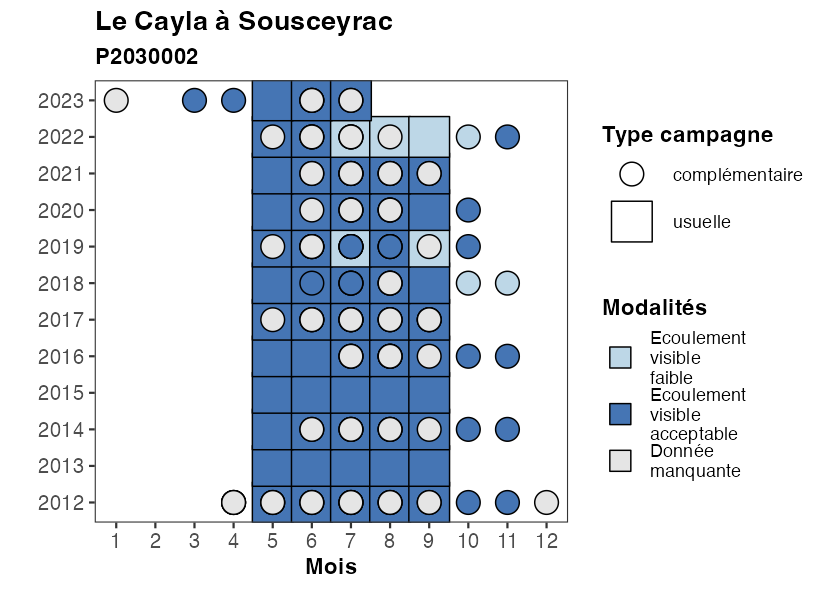 Le Cayla à Sousceyrac
P2030002
2023
2022
2021
2020
2019
2018
2017
2016
2015
2014
2013
2012
1 2 3 4 5 6 7 8 9 10 11 12
Mois
Type campagne
complémentaire
usuelle
Modalités
Ecoulement
visible
faible
Ecoulement
visible
acceptable
Donnée
manquante